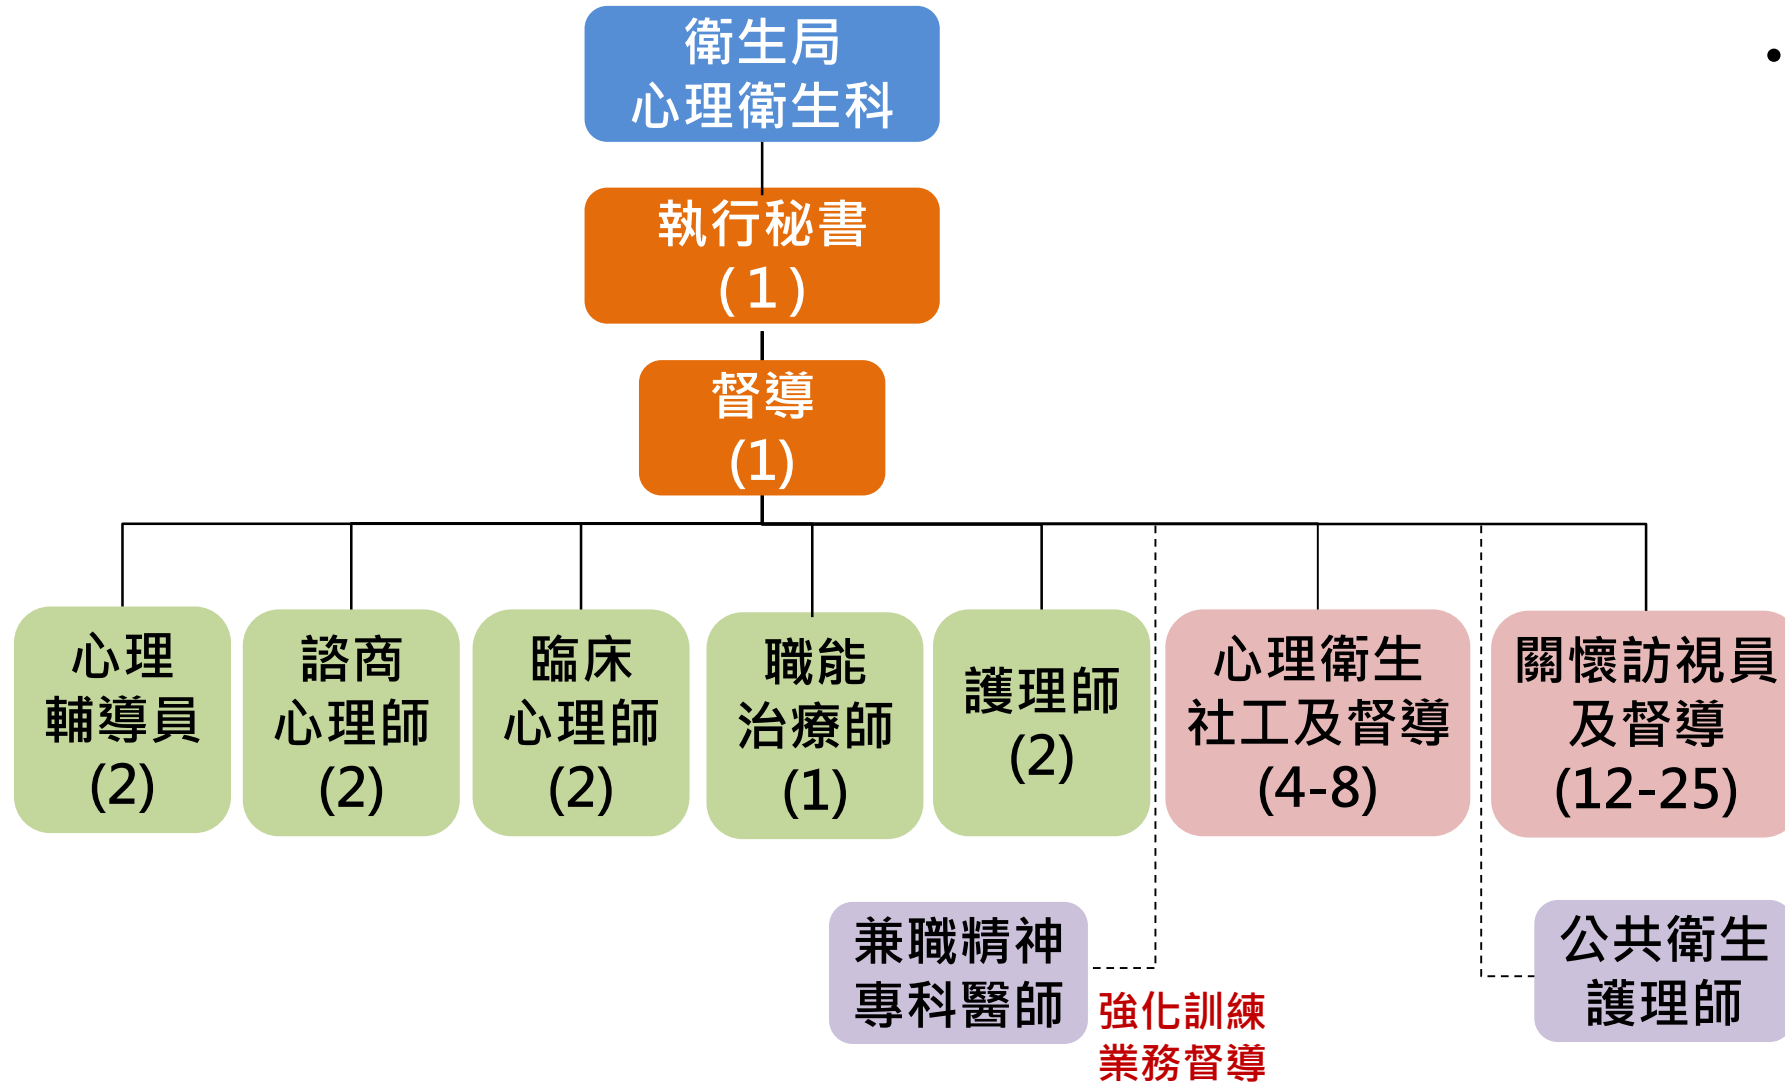 衛生局
心理衛生科
•
執行秘書
(1)
督導
(1)
心理
輔導員
(2)
諮商
心理師
(2)
臨床
心理師
(2)
職能
治療師
(1)
護理師
(2)
心理衛生
社工及督導
(4-8)
關懷訪視員
及督導
(12-25)
兼職精神
專科醫師
強化訓練
業務督導
公共衛生
護理師